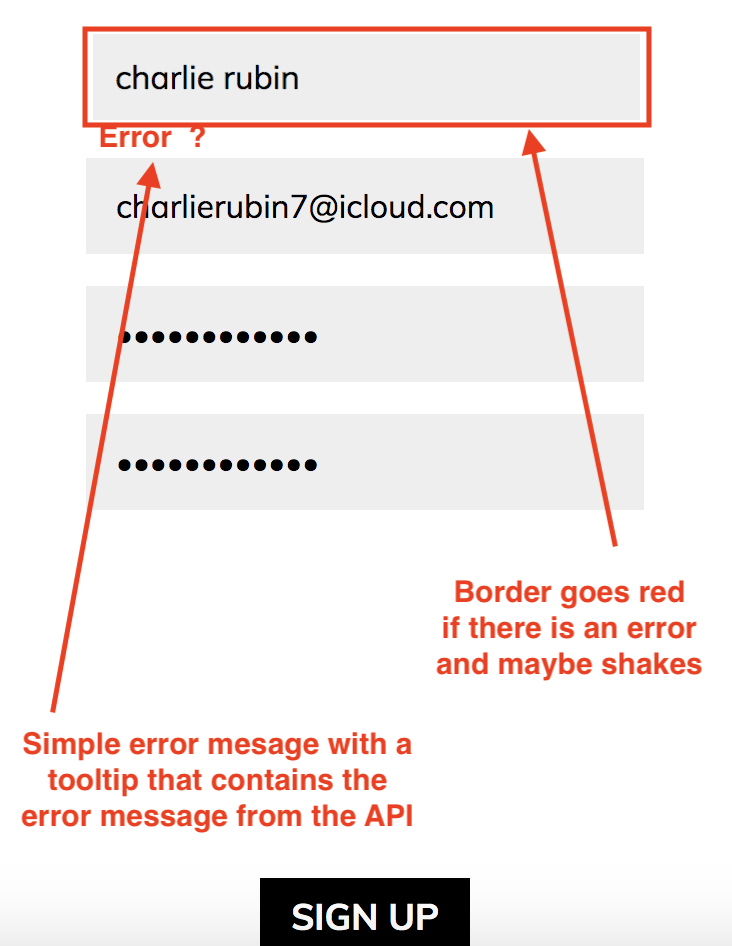 charlie rubin
Error ?
charlierubin7@icloud.com
••••••••••••
••••••••••••
Border goes red
if there is an error
and maybe shakes
Simple error mesage with a
tooltip that contains the
error message from the API
SIGN UP